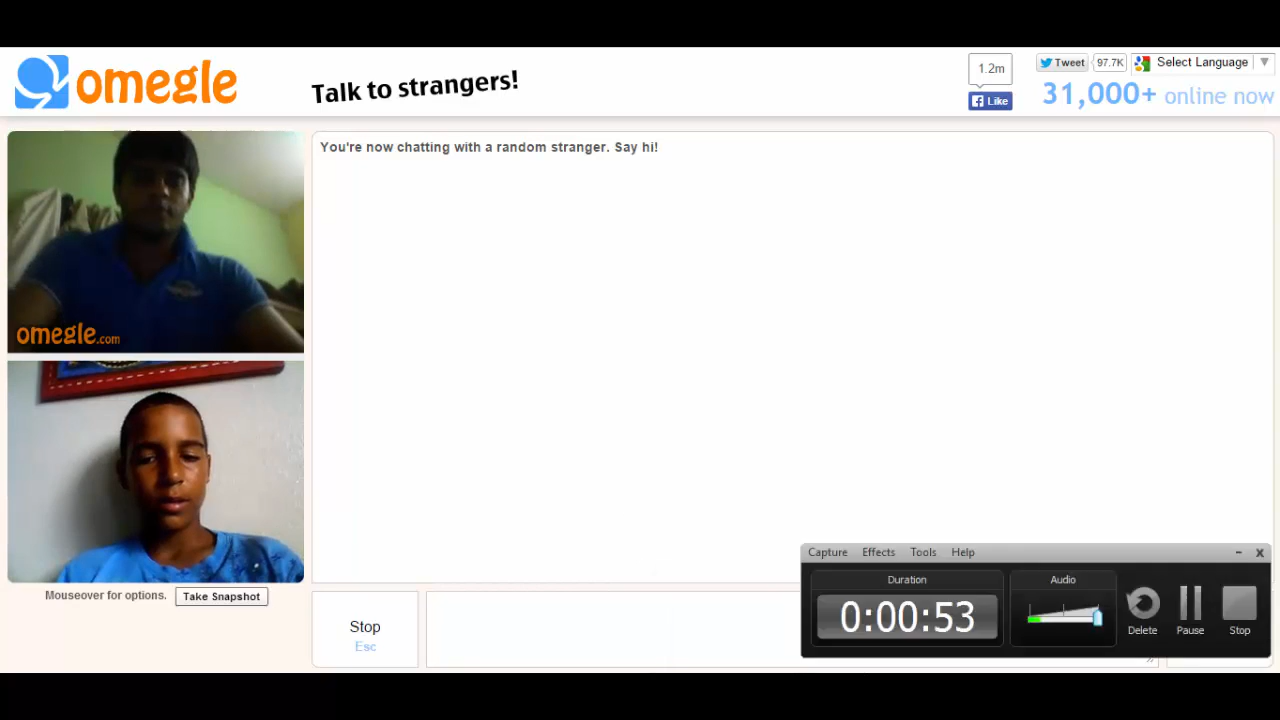 omegle
Talk to strangers!
1.2m
Like
Tweet
97.7K
Select Language
31,000+ online now
omegle.com
You're now chatting with a random stranger. Say hi!
Mouseover for options.
Take Snapshot
Stop
Esc
Capture Effects Tools Help
Duration
0:00:53
Audio
Delete
Pause
Stop